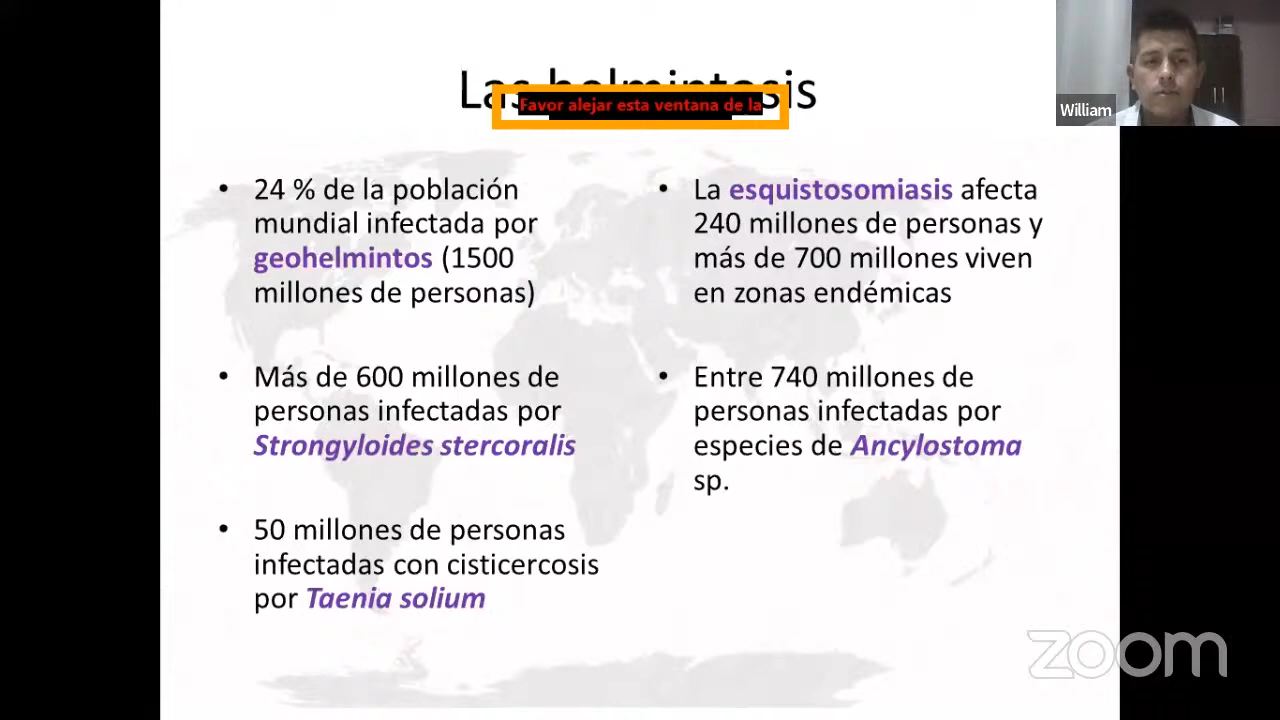 Las helmintosis
Favor alejar esta ventana de la
William
• 24 % de la población
mundial infectada por
geohelmintos (1500
millones de personas)
• Más de 600 millones de
personas infectadas por
Strongyloides stercoralis
• 50 millones de personas
infectadas con cisticercosis
por Taenia solium
• La esquistosomiasis afecta
240 millones de personas y
más de 700 millones viven
en zonas endémicas
• Entre 740 millones de
personas infectadas por
especies de Ancylostoma
sp.
zoom